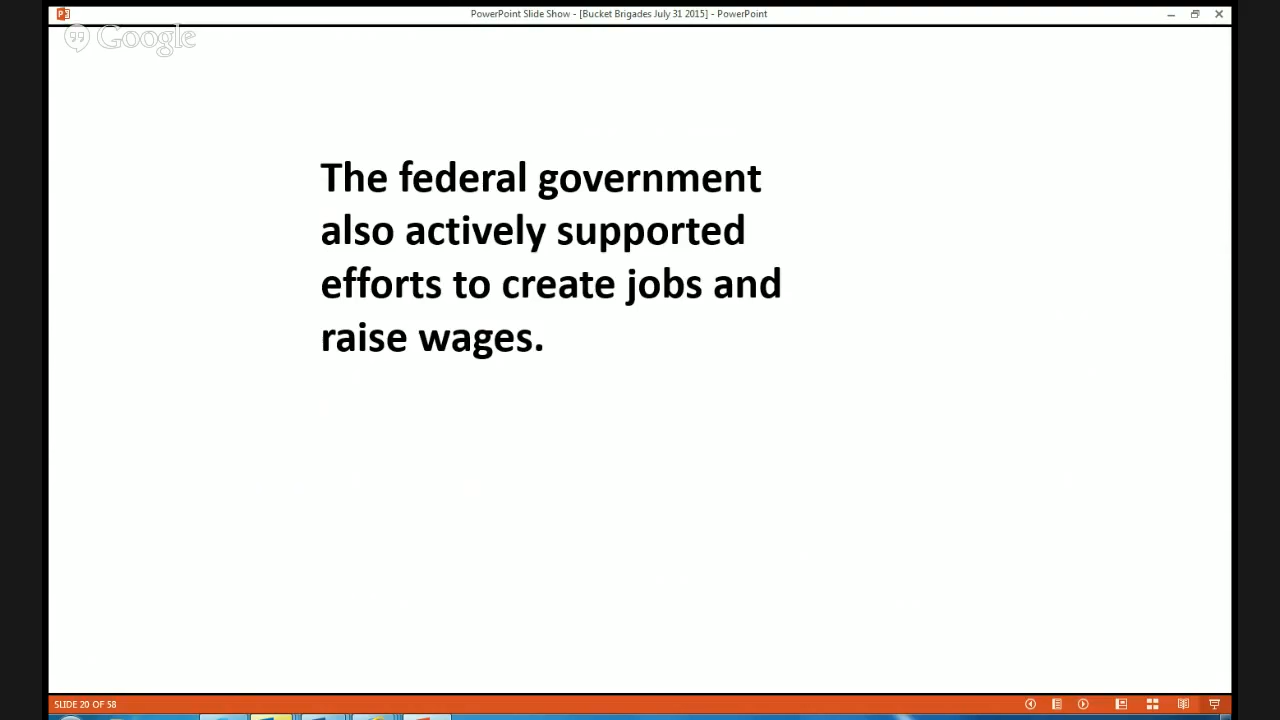 PowerPoint Slide Show - [Bucket Brigades July 31 2015] - PowerPoint
Google
The federal government
also actively supported
efforts to create jobs and
raise wages.
SLIDE 20 OF 58